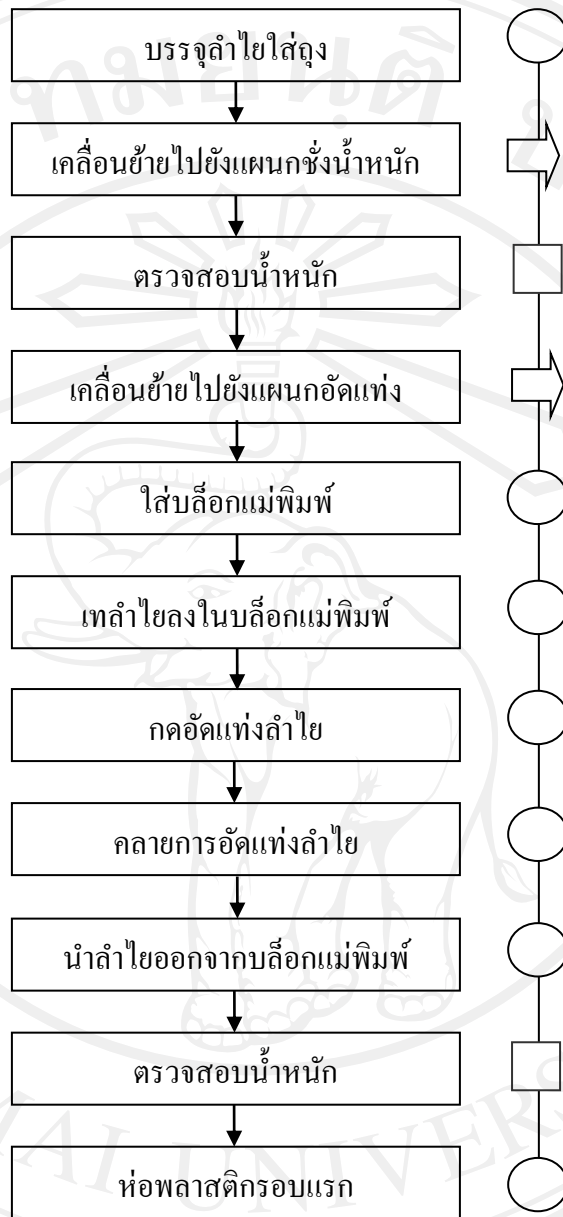 บรรจุลำไยใส่ถุง
เคลื่อนย้ายไปยังแผนกชั่งน้ำหนัก
ตรวจสอบน้ำหนัก
เคลื่อนย้ายไปยังแผนกอัดแท่ง
ใส่บล็อกแม่พิมพ์
เทลำไยลงในบล็อกแม่พิมพ์
กดอัดแท่งลำไย
คลายการอัดแท่งลำไย
นำลำไยออกจากบล็อกแม่พิมพ์
ตรวจสอบน้ำหนัก
ห่อพลาสติกรอบแรก